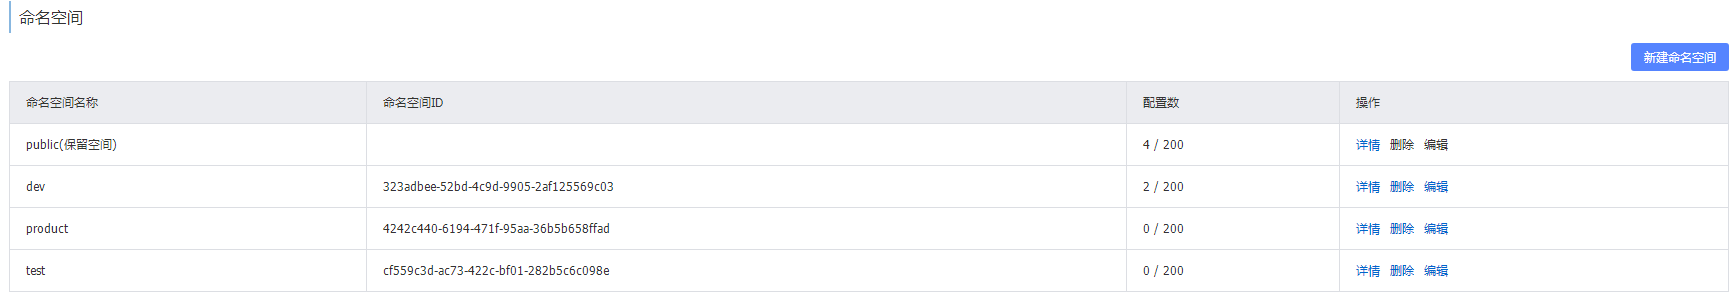 命名空间
新建命名空间
命名空间名称 命名空间ID 配置数 操作
public(保留空间) 4 / 200 详情 删除 编辑
dev 323adbee-52bd-4c9d-9905-2af125569c03 2 / 200 详情 删除 编辑
product 4242c440-6194-471f-95aa-36b5b658ffad 0 / 200 详情 删除 编辑
test cf559c3d-ac73-422c-bf01-282b5c6c098e 0 / 200 详情 删除 编辑